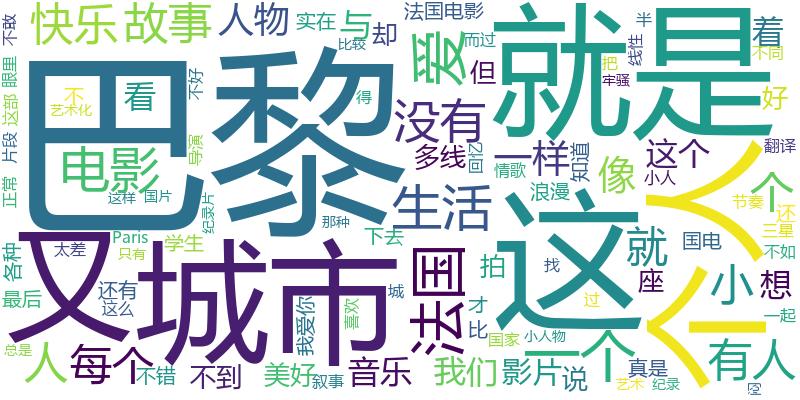 不敌
快乐
故事
人物
实在
与
却
法国电影
半
着
比较
爱
而过
线性
不同
眼里
这部
片段
不
艺术化
看
不好
得
但
就是
把
牢骚
好
巴黎
没有
电影
导演
多线
回忆
一样
情歌
知道
浪漫
像
这个
小人
个
翻译
节奏
还
三星
不如
正常
这样
国片
纪录片
那种
生活
这
人
Paris
只有
学生
下去
太差
各种
又
城市
法国
拍
找
过
就
座
国电
小
想
最后
还有
这么
我爱你
喜欢
城
才
比
国家
小人物
一个
真是
一起
总是
人
每个
不错
不到
美好
叙事
音乐
我们
影片
说
艺术
纪录
有人